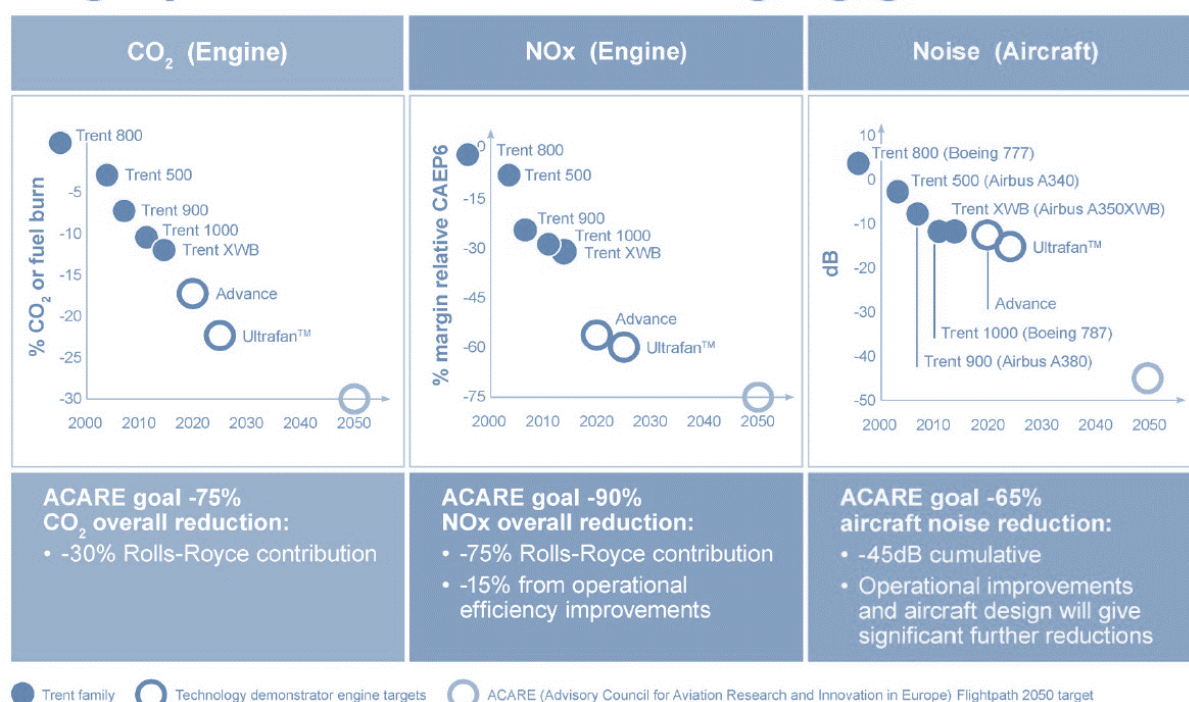 CO₂ (Engine)
% CO₂ or fuel burn
Trent 800
Trent 500
Trent 900
Trent 1000
Trent XWB
Advance
Ultrafan™
-5
-10
-15
-20
-25
-30
2000 2010 2020 2030 2040 2050
ACARE goal -75%
CO₂ overall reduction:
• -30% Rolls-Royce contribution
NOx (Engine)
% margin relative CAEP6
0
-15
-30
-45
-60
-75
Trent 800
Trent 500
Trent 900
Trent 1000
Trent XWB
Advance
Ultrafan™
2000 2010 2020 2030 2040 2050
ACARE goal -90%
NOx overall reduction:
• -75% Rolls-Royce contribution
• -15% from operational
efficiency improvements
Noise (Aircraft)
dB
10
0
-10
-20
-30
-40
-50
Trent 800 (Boeing 777)
Trent 500 (Airbus A340)
Trent XWB (Airbus A350XWB)
Ultrafan™
Advance
Trent 1000 (Boeing 787)
Trent 900 (Airbus A380)
2000 2010 2020 2030 2040 2050
ACARE goal -65%
aircraft noise reduction:
• -45dB cumulative
• Operational improvements
and aircraft design will give
significant further reductions
Trent family
Technology demonstrator engine targets
ACARE (Advisory Council for Aviation Research and Innovation in Europe) Flightpath 2050 target